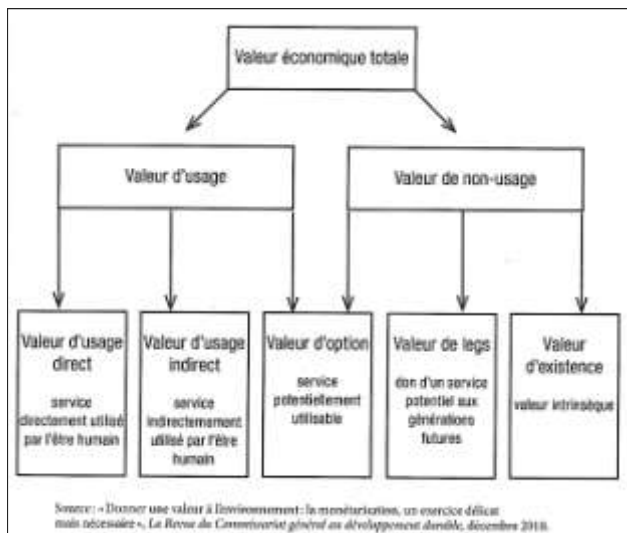 Valeur économique totale
Valeur d'usage
Valeur de non-usage
Valeur d'usage
direct
service
directement utilisé
par l'être humain
Valeur d'usage
indirect
service
indirectemement
utilisé par l'être
humain
Valeur d'option
service
potentiellement
utilisable
Valeur de legs
don d'un service
potentiel aux
générations
futures
Valeur
d'existence
valeur intrinsèque
Source : « Donner une valeur à l'environnement : la monétarisation, un exercice délicat
mais nécessaire », La Revue du Commissariat général au développement durable, décembre 2010.